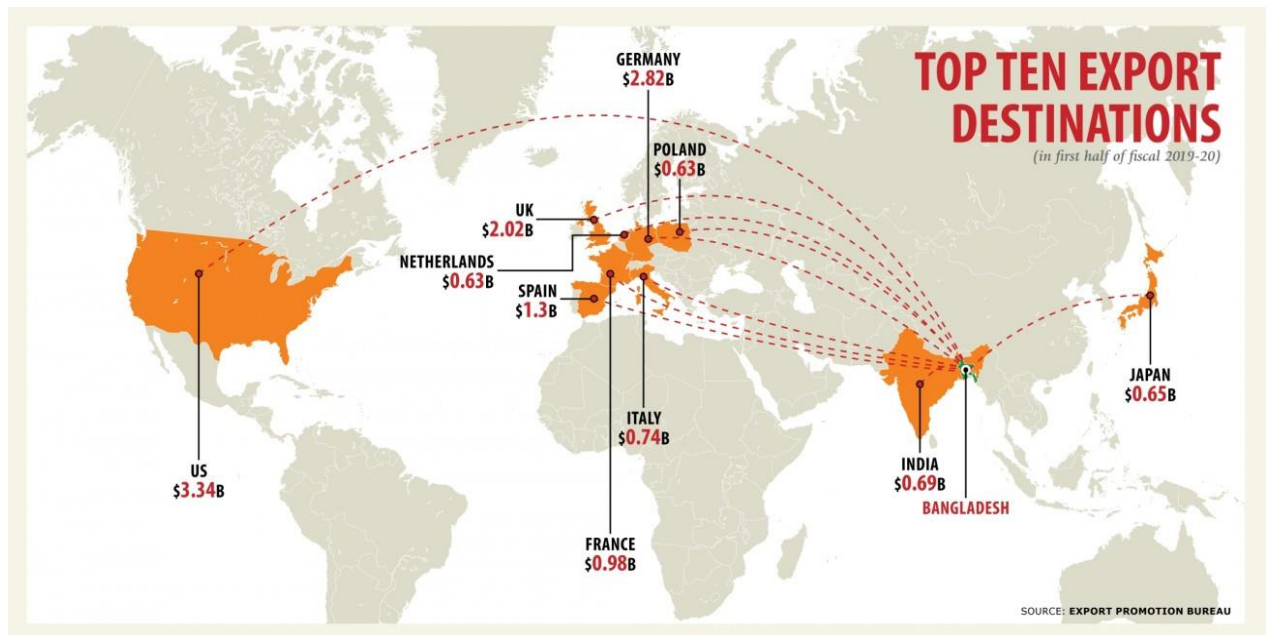 TOP TEN EXPORT
DESTINATIONS
(in first half of fiscal 2019-20)
GERMANY
$2.82B
POLAND
$0.63B
UK
$2.02B
NETHERLANDS
$0.63B
SPAIN
$1.3B
US
$3.34B
FRANCE
$0.98B
ITALY
$0.74B
INDIA
$0.69B
BANGLADESH
JAPAN
$0.65B
SOURCE: EXPORT PROMOTION BUREAU